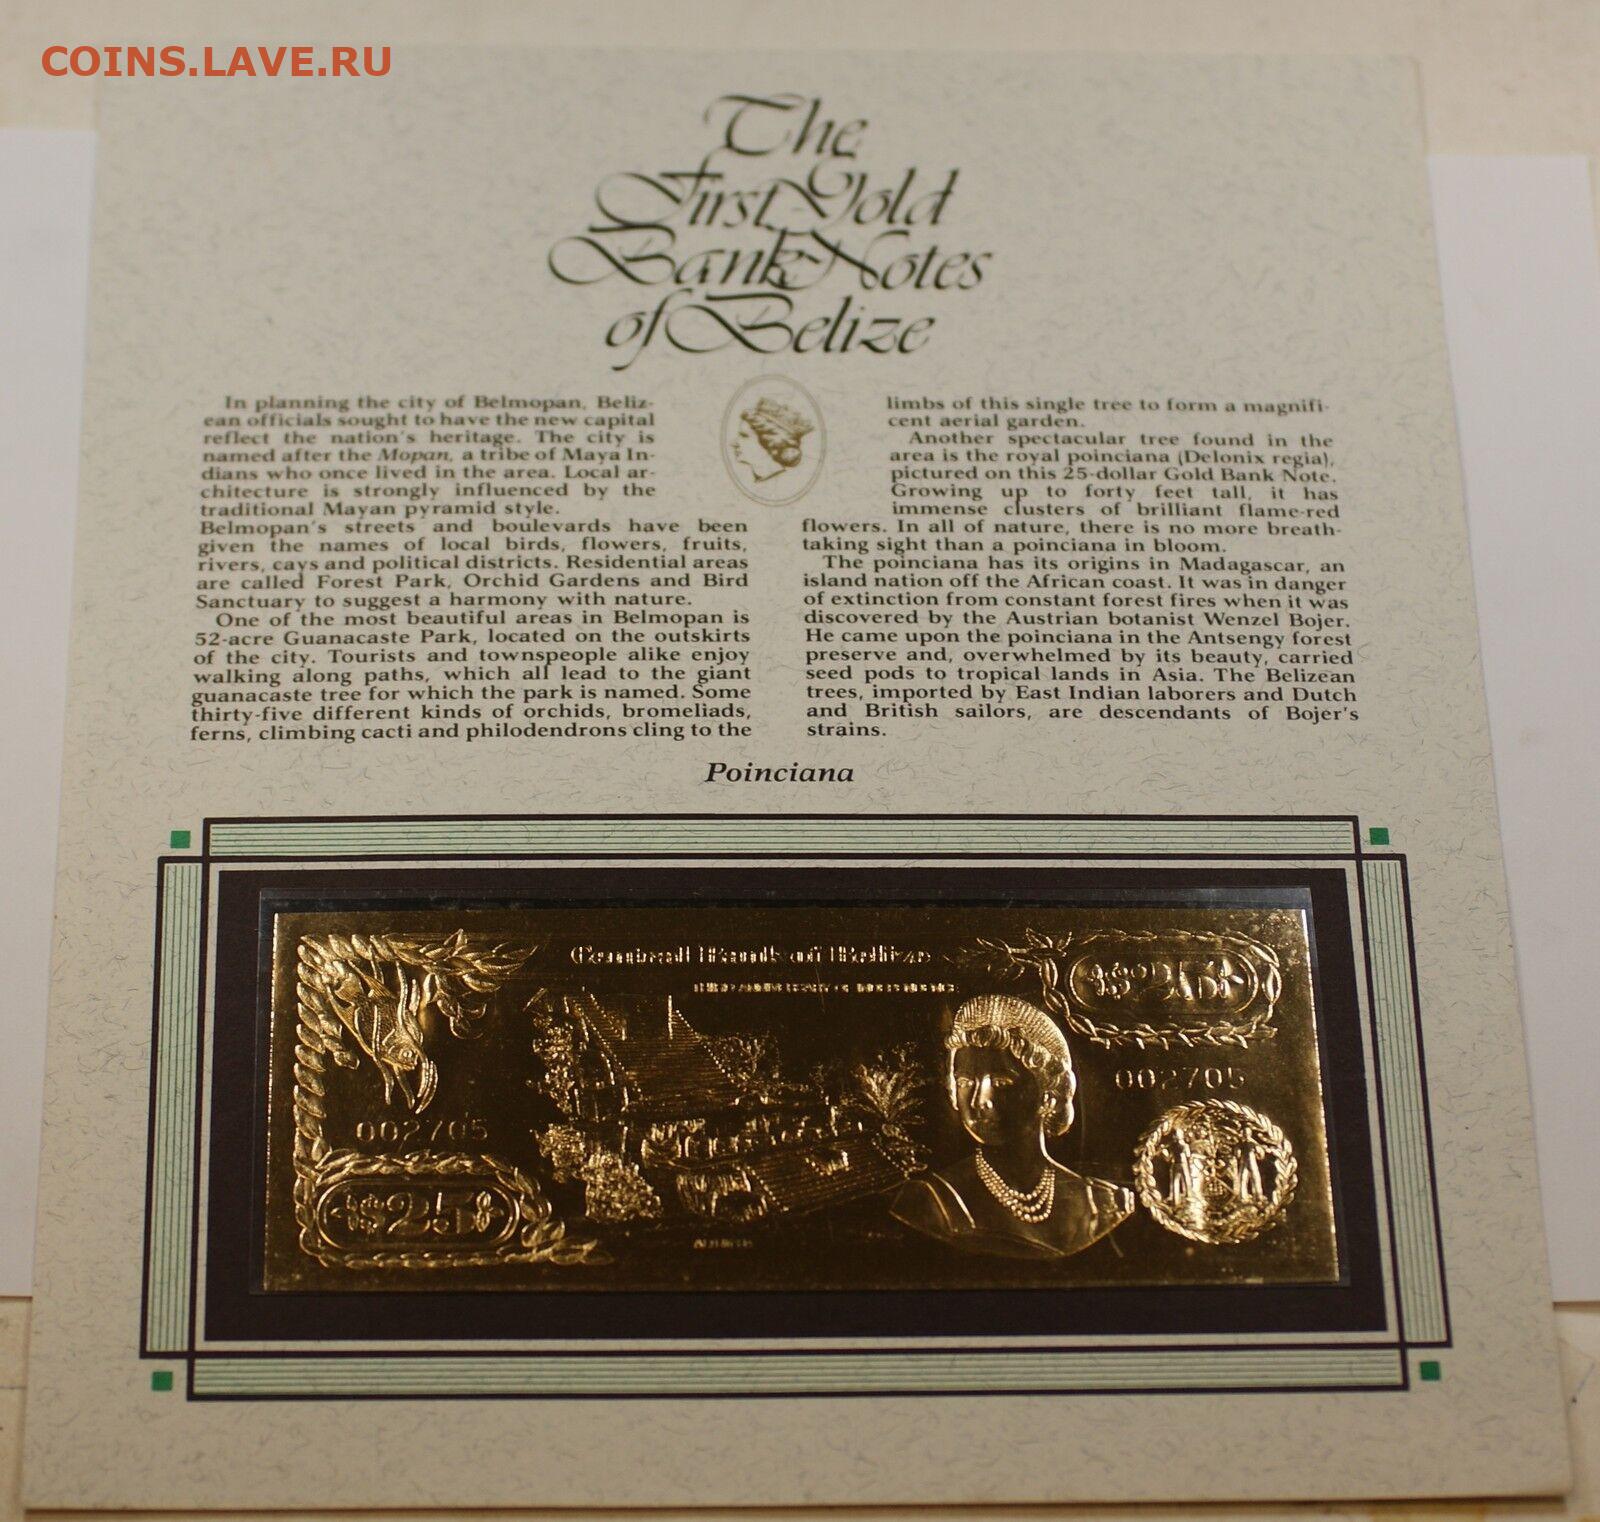 COINS.LAVE.RU
The
First Gold
Bank Notes
of Belize
In planning the city of Belmopan, Beliz-
ean officials sought to have the new capital
reflect the nation's heritage. The city is
named after the Mopan, a tribe of Maya In-
dians who once lived in the area. Local ar-
chitecture is strongly influenced by the
traditional Mayan pyramid style.
Belmopan's streets and boulevards have been
given the names of local birds, flowers, fruits,
rivers, cays and political districts. Residential areas
are called Forest Park, Orchid Gardens and Bird
Sanctuary to suggest a harmony with nature.
One of the most beautiful areas in Belmopan is
52-acre Guanacaste Park, located on the outskirts
of the city. Tourists and townspeople alike enjoy
walking along paths, which all lead to the giant
guanacaste tree for which the park is named. Some
thirty-five different kinds of orchids, bromeliads,
ferns, climbing cacti and philodendrons cling to the
limbs of this single tree to form a magnifi-
cent aerial garden.
Another spectacular tree found in the
area is the royal poinciana (Delonix regia),
pictured on this 25-dollar Gold Bank Note.
Growing up to forty feet tall, it has
immense clusters of brilliant flame-red
flowers. In all of nature, there is no more breath-
taking sight than a poinciana in bloom.
The poinciana has its origins in Madagascar, an
island nation off the African coast. It was in danger
of extinction from constant forest fires when it was
discovered by the Austrian botanist Wenzel Bojer.
He came upon the poinciana in the Antsengy forest
preserve and, overwhelmed by its beauty, carried
seed pods to tropical lands in Asia. The Belizean
trees, imported by East Indian laborers and Dutch
and British sailors, are descendants of Bojer's
strains.
Poinciana
Central Bank of Belize
$25
002705
002705
$25